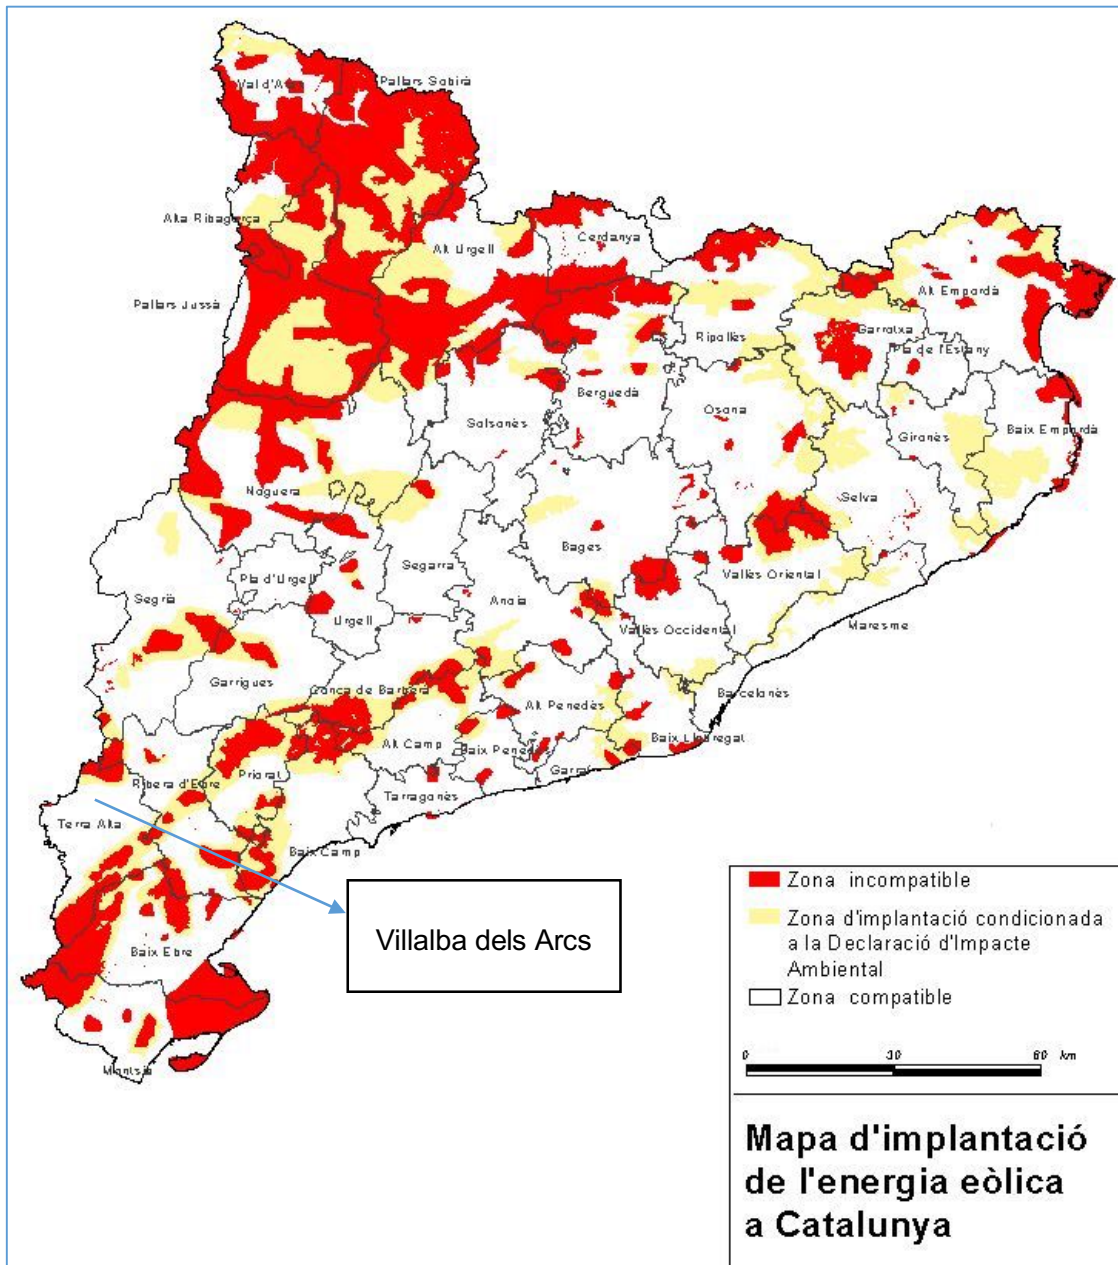 Val d'Aran
Pallars Sobirà
Alta Ribagorça
Cerdanya
Alt Urgell
Alt Empordà
Pallars Jussà
Garrotxa
Ripollès
Pla de l'Estany
Berguedà
Osona
Solsonès
Gironès
Baix Empordà
Noguera
Selva
Bages
Segarra
Pla d'Urgell
Vallès Oriental
Segrià
Anoia
Urgell
Vallès Occidental
Maresme
Garrigues
Conca de Barberà
Barcelonès
Alt Penedès
Baix Llobregat
Alt Camp
Baix Penedès
Garraf
Priorat
Ribera d'Ebre
Tarragonès
Terra Alta
Baix Camp
Villalba dels Arcs
Baix Ebre
Montsià
Zona incompatible
Zona d'implantació condicionada
a la Declaració d'Impacte
Ambiental
Zona compatible
0 30 60 km
Mapa d'implantació
de l'energia eòlica
a Catalunya